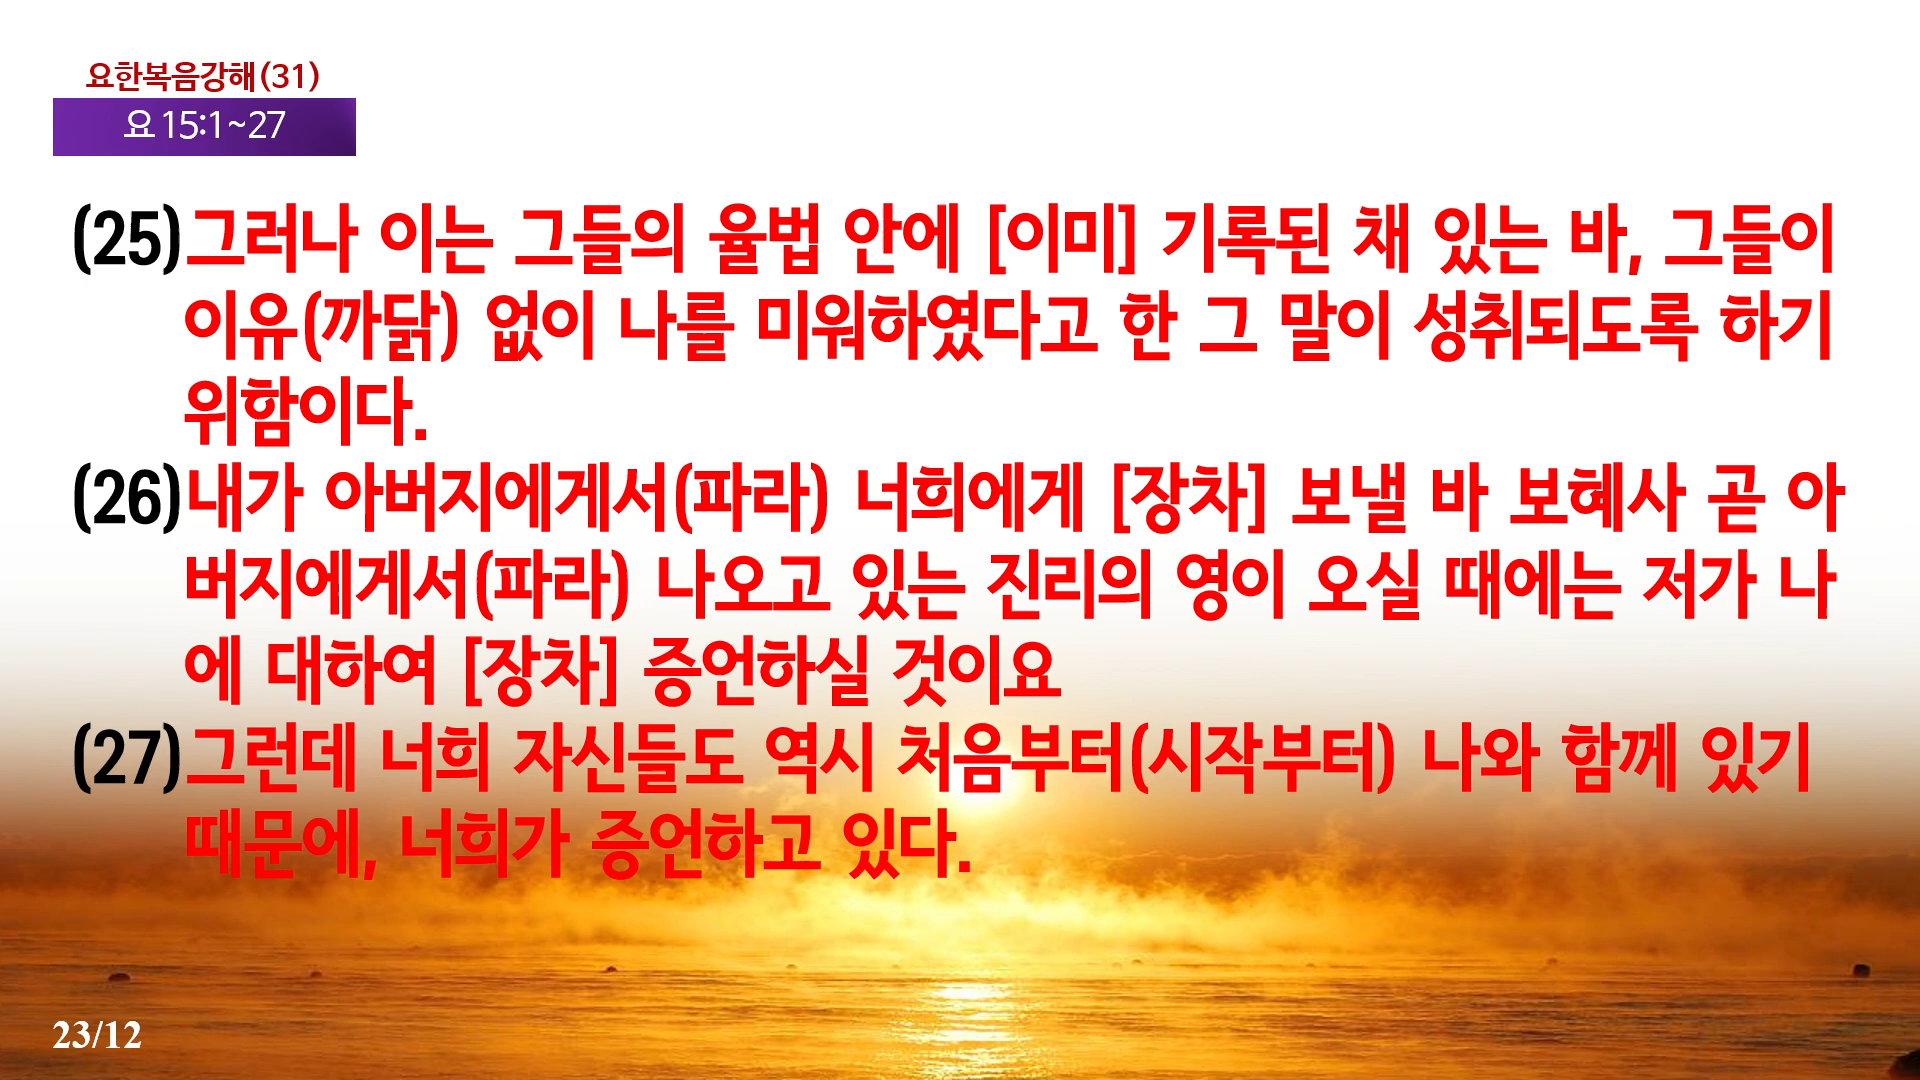 요한복음강해(31)
요 15:1~27
(25)그러나 이는 그들의 율법 안에 [이미] 기록된 채 있는 바, 그들이
이유(까닭) 없이 나를 미워하였다고 한 그 말이 성취되도록 하기
위함이다.
(26)내가 아버지에게서(파라) 너희에게 [장차] 보낼 바 보혜사 곧 아
버지에게서(파라) 나오고 있는 진리의 영이 오실 때에는 저가 나
에 대하여 [장차] 증언하실 것이요
(27)그런데 너희 자신들도 역시 처음부터(시작부터) 나와 함께 있기
때문에, 너희가 증언하고 있다.
23/12